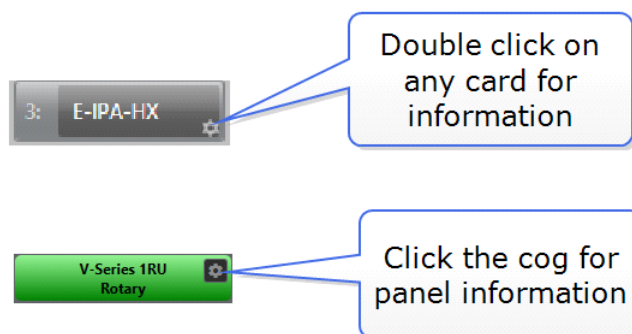 Double click on
any card for
information
3: E-IPA-HX
Click the cog for
panel information
V-Series 1RU
Rotary